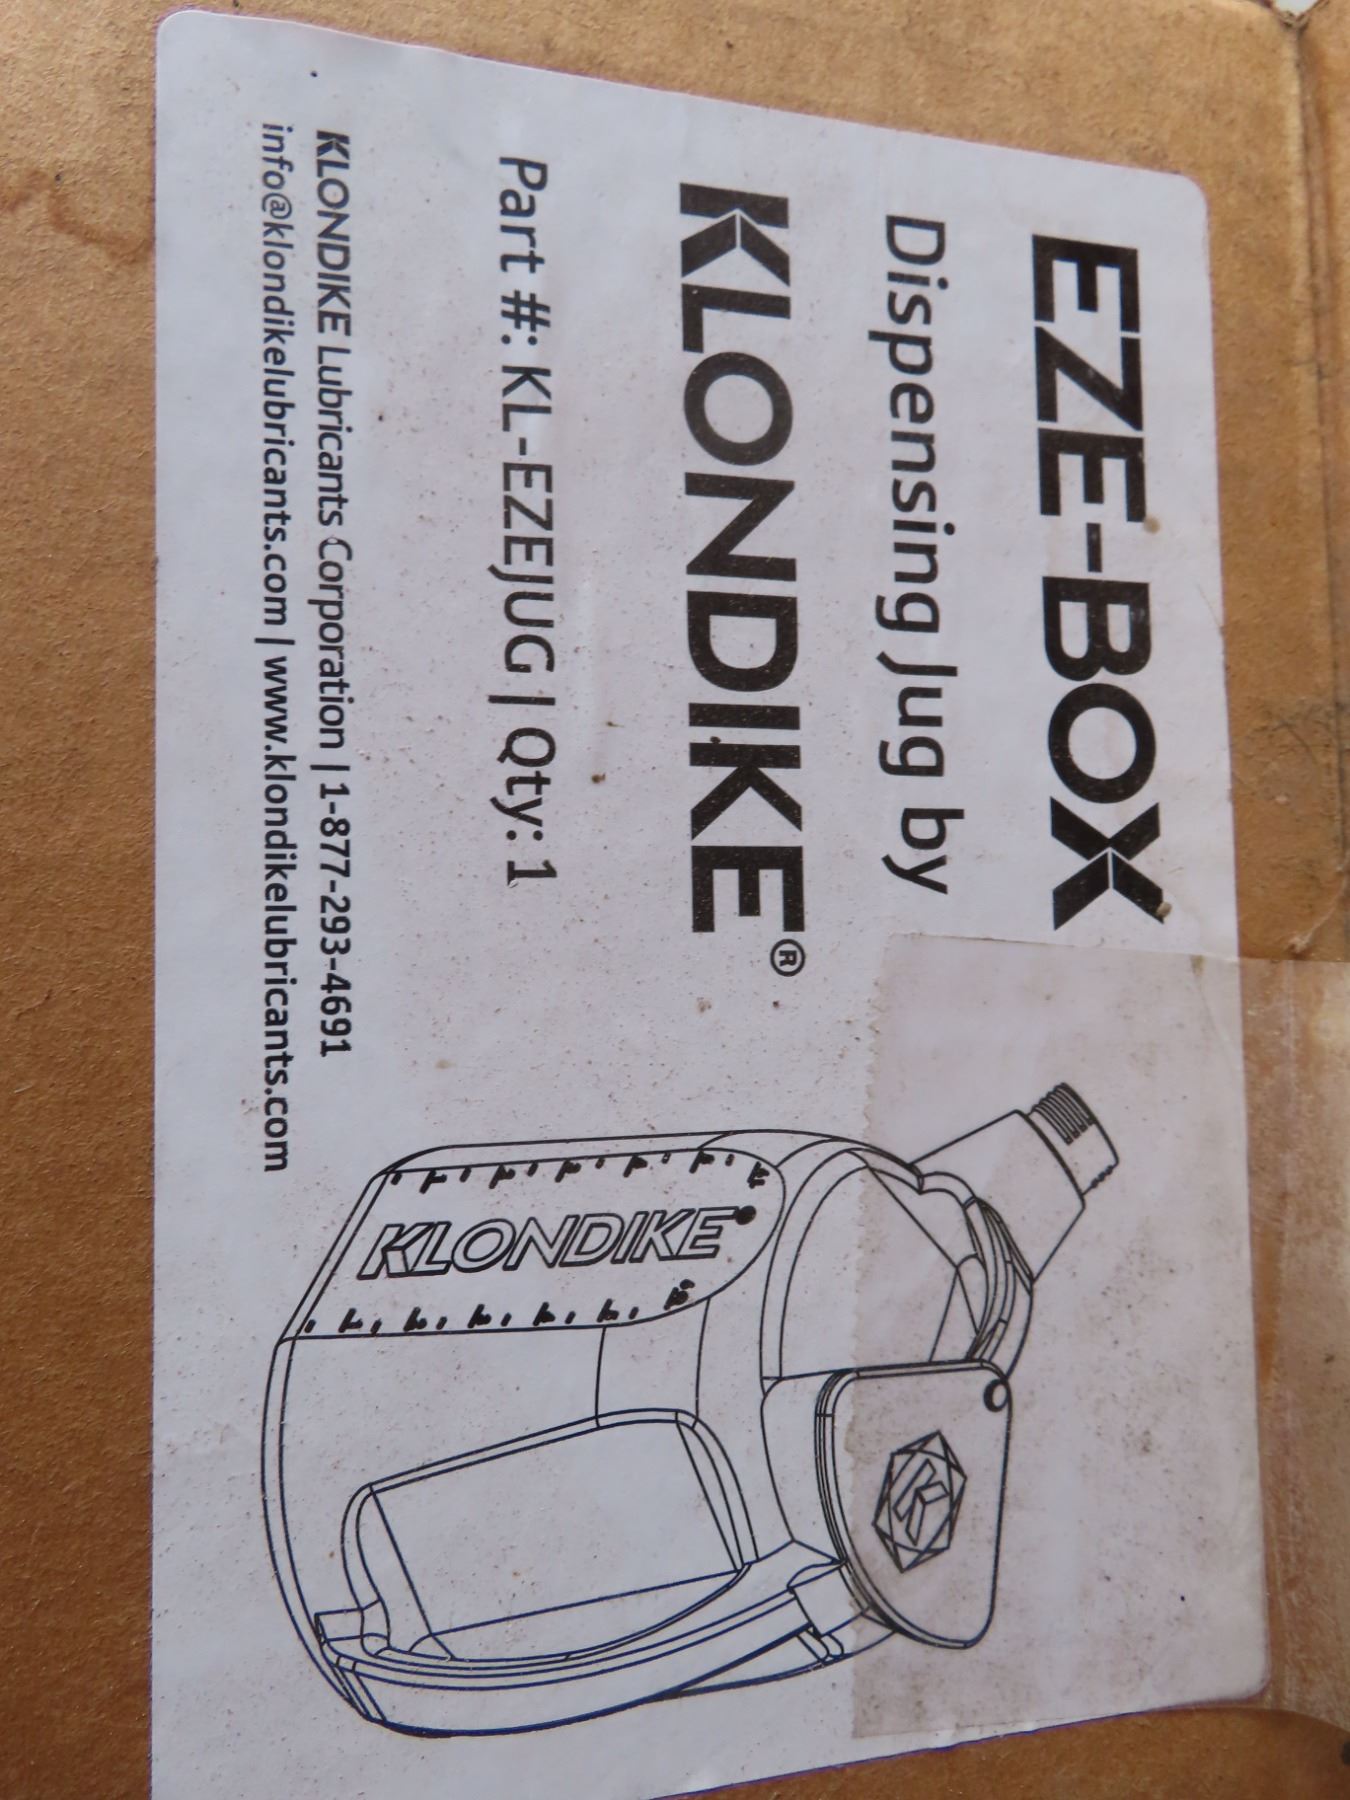 EZE-BOX
Dispensing Jug by
KLONDIKE®
Part #: KL-EZEJUG | Qty: 1
KLONDIKE Lubricants Corporation | 1-877-293-4691
info@klondikelubricants.com | www.klondikelubricants.com
KLONDIKE